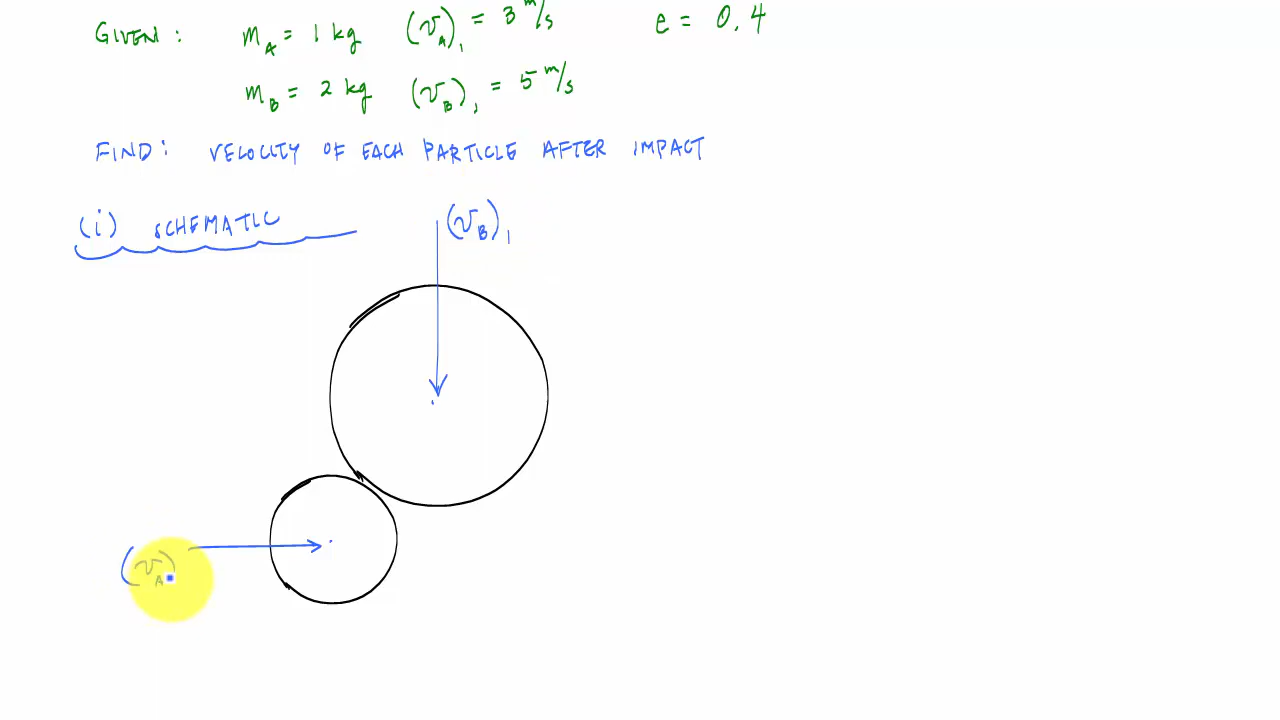 GIVEN: m_A = 1 kg (v_A)_1 = 3 m/s e = 0.4
m_B = 2 kg (v_B)_1 = 5 m/s
FIND: VELOCITY OF EACH PARTICLE AFTER IMPACT
(i) SCHEMATIC
(v_B)_1
(v_A)